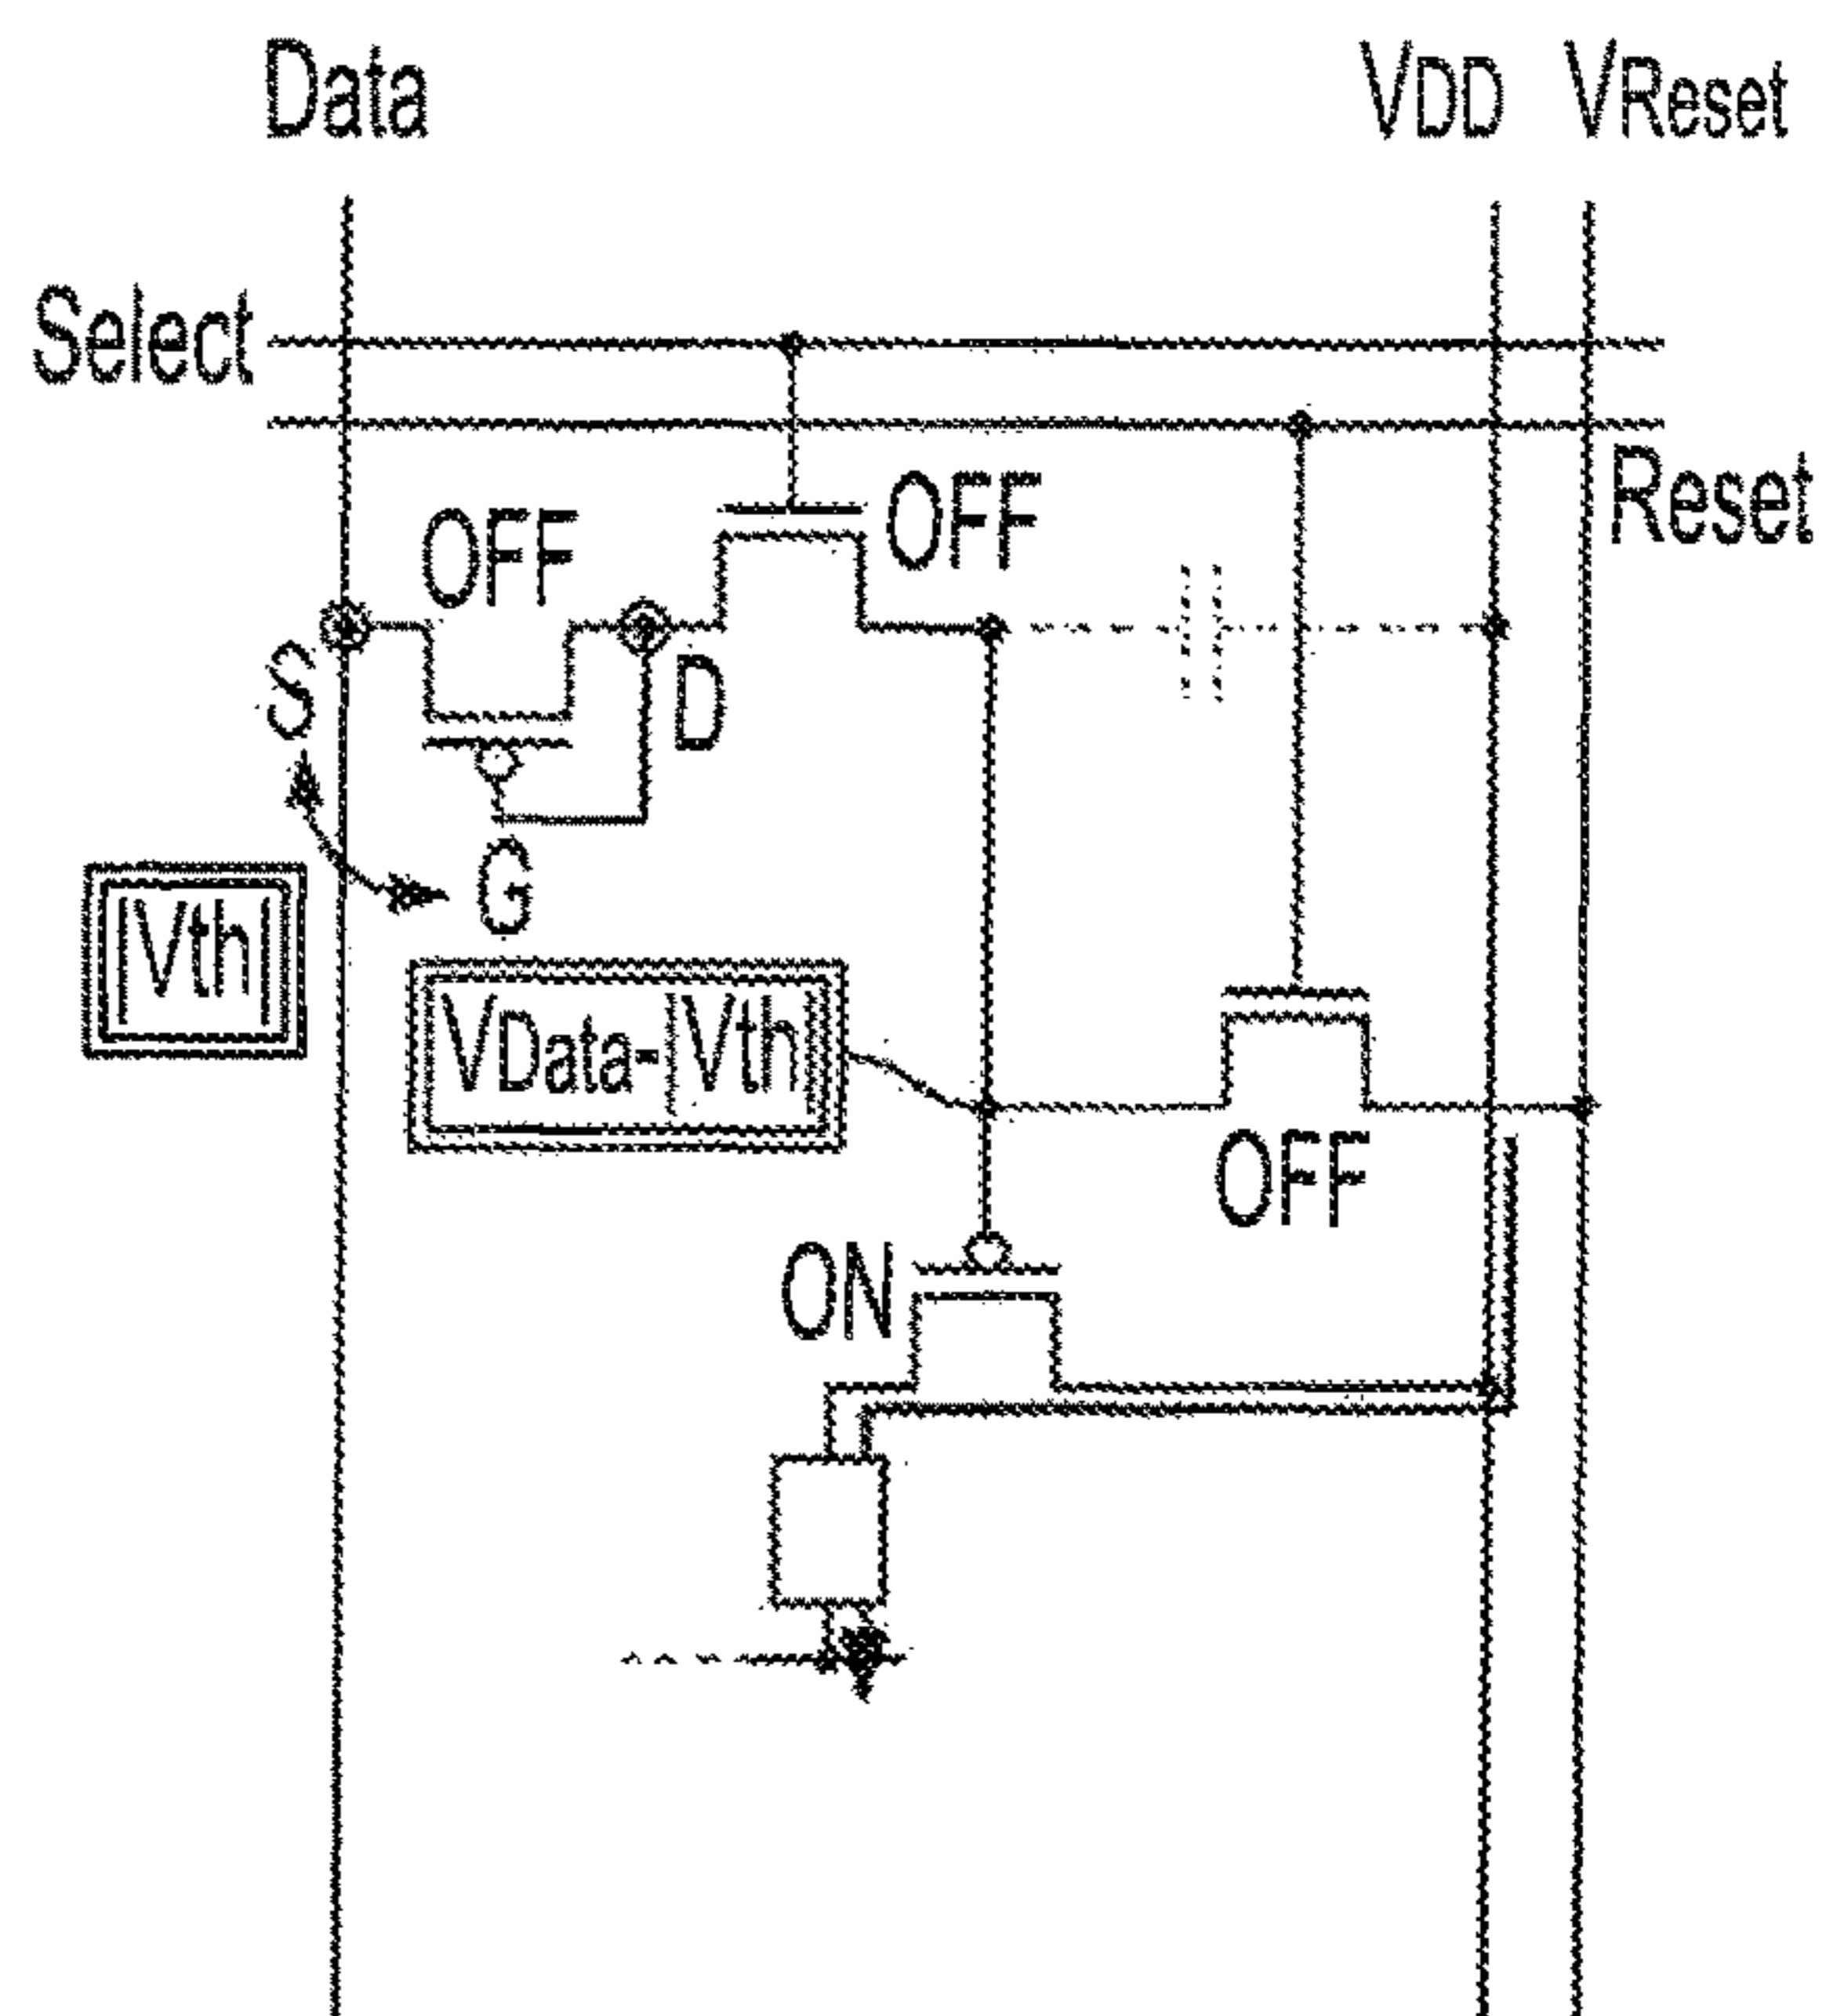 Data
VDD
VReset
Select
Reset
OFF
OFF
S
D
G
|Vth|
VData-|Vth|
OFF
ON